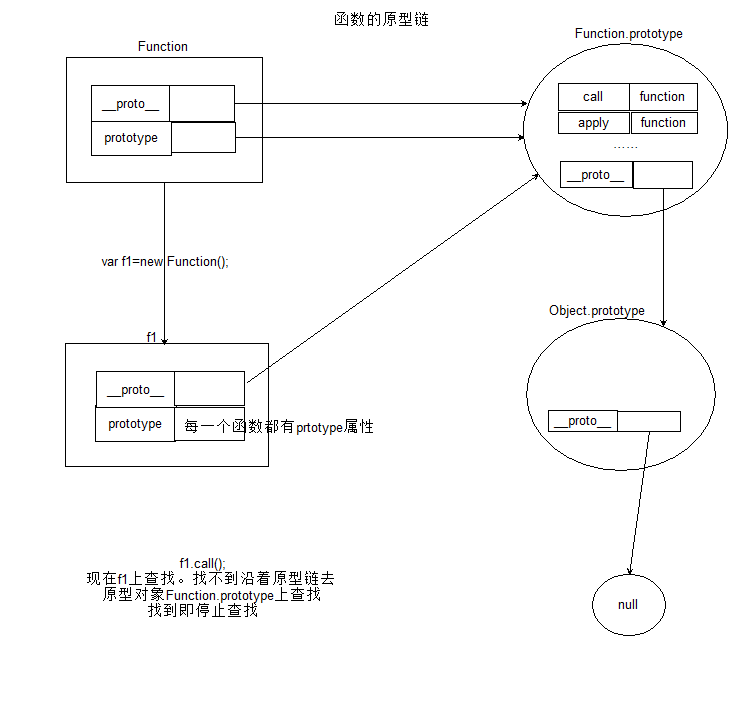 函数的原型链
Function
Function.prototype
__proto__
prototype
call
function
apply
function
……
__proto__
var f1=new Function();
Object.prototype
f1
__proto__
prototype
每一个函数都有prtotype属性
__proto__
f1.call();
现在f1上查找。找不到沿着原型链去
原型对象Function.prototype上查找
找到即停止查找
null